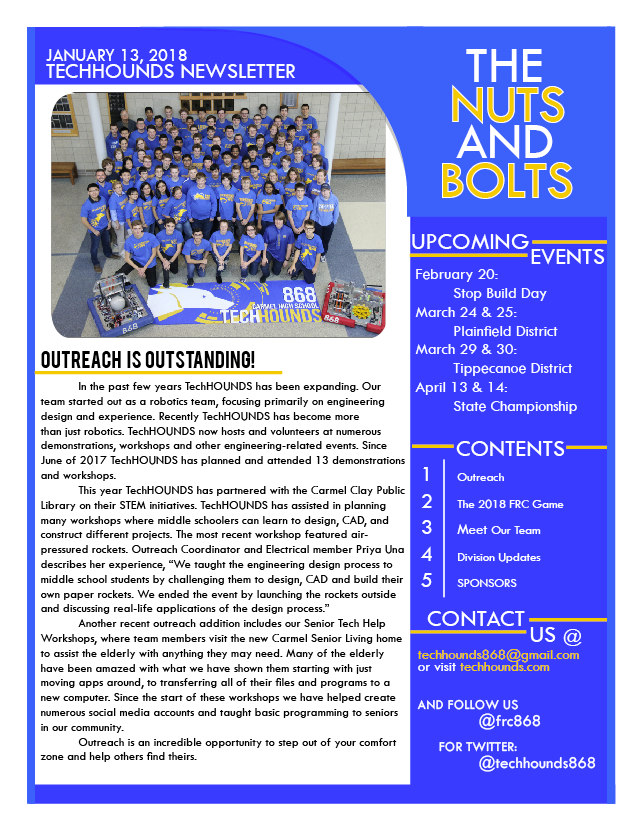 JANUARY 13, 2018
TECHHOUNDS NEWSLETTER
THE
NUTS
AND
BOLTS
868
CARMEL HIGH SCHOOL
TECHHOUNDS
868
868
OUTREACH IS OUTSTANDING!
In the past few years TechHOUNDS has been expanding. Our
team started out as a robotics team, focusing primarily on engineering
design and experience. Recently TechHOUNDS has become more
than just robotics. TechHOUNDS now hosts and volunteers at numerous
demonstrations, workshops and other engineering-related events. Since
June of 2017 TechHOUNDS has planned and attended 13 demonstrations
and workshops.
This year TechHOUNDS has partnered with the Carmel Clay Public
Library on their STEM initiatives. TechHOUNDS has assisted in planning
many workshops where middle schoolers can learn to design, CAD, and
construct different projects. The most recent workshop featured air-
pressured rockets. Outreach Coordinator and Electrical member Priya Una
describes her experience, “We taught the engineering design process to
middle school students by challenging them to design, CAD and build their
own paper rockets. We ended the event by launching the rockets outside
and discussing real-life applications of the design process.”
Another recent outreach addition includes our Senior Tech Help
Workshops, where team members visit the new Carmel Senior Living home
to assist the elderly with anything they may need. Many of the elderly
have been amazed with what we have shown them starting with just
moving apps around, to transferring all of their files and programs to a
new computer. Since the start of these workshops we have helped create
numerous social media accounts and taught basic programming to seniors
in our community.
Outreach is an incredible opportunity to step out of your comfort
zone and help others find theirs.
UPCOMING
EVENTS
February 20:
Stop Build Day
March 24 & 25:
Plainfield District
March 29 & 30:
Tippecanoe District
April 13 & 14:
State Championship
CONTENTS
1 Outreach
2 The 2018 FRC Game
3 Meet Our Team
4 Division Updates
5 SPONSORS
CONTACT
US @
techhounds868@gmail.com
or visit techhounds.com
AND FOLLOW US
@frc868
FOR TWITTER:
@techhounds868